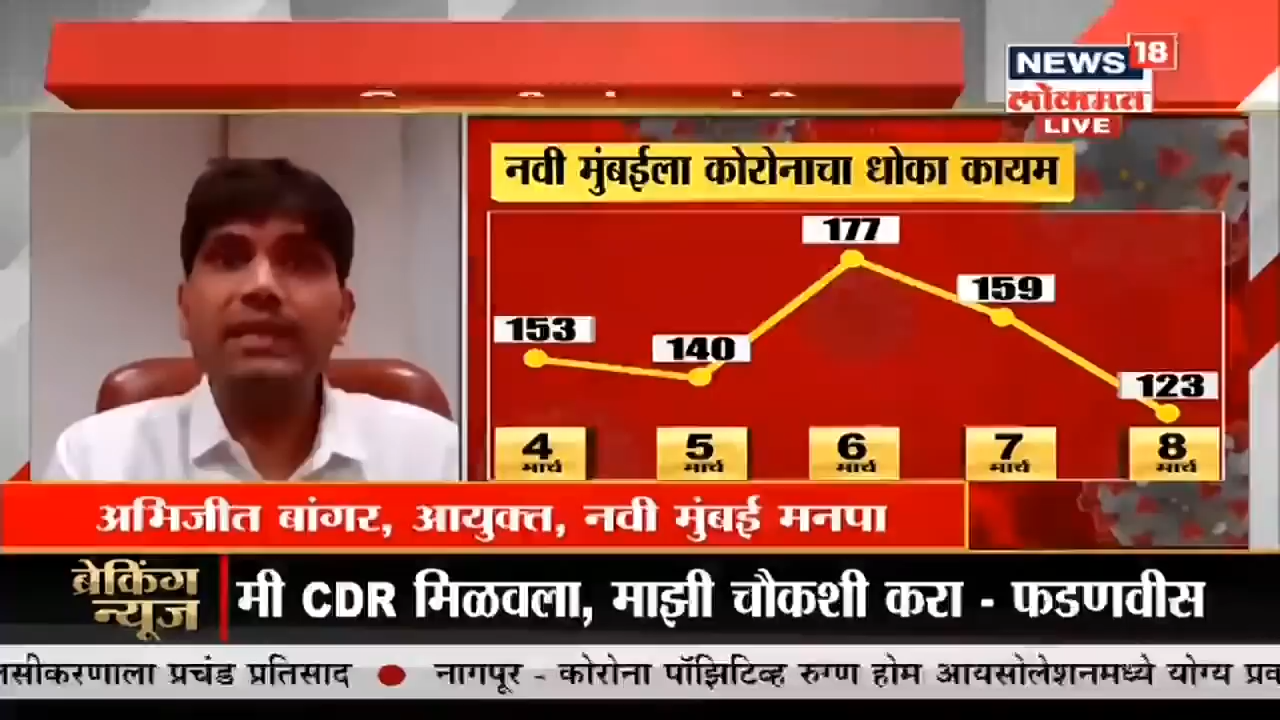 NEWS 18
लोकमत
LIVE
नवी मुंबईला कोरोनाचा धोका कायम
177
159
153
140
123
4 मार्च
5 मार्च
6 मार्च
7 मार्च
8 मार्च
अभिजीत बांगर, आयुक्त, नवी मुंबई मनपा
ब्रेकिंग न्यूज
मी CDR मिळवला, माझी चौकशी करा - फडणवीस
सीकरणाला प्रचंड प्रतिसाद ● नागपूर - कोरोना पॉझिटिव्ह रुग्ण होम आयसोलेशनमध्ये योग्य प्रव